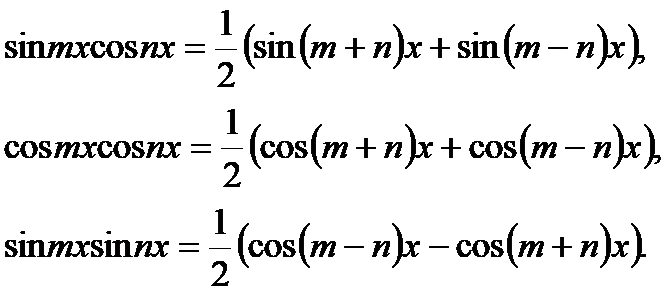 sinmxcosnx = 1/2 (sin(m + n)x + sin(m − n)x),
cosmxcosnx = 1/2 (cos(m + n)x + cos(m − n)x),
sinmxsinnx = 1/2 (cos(m − n)x − cos(m + n)x).